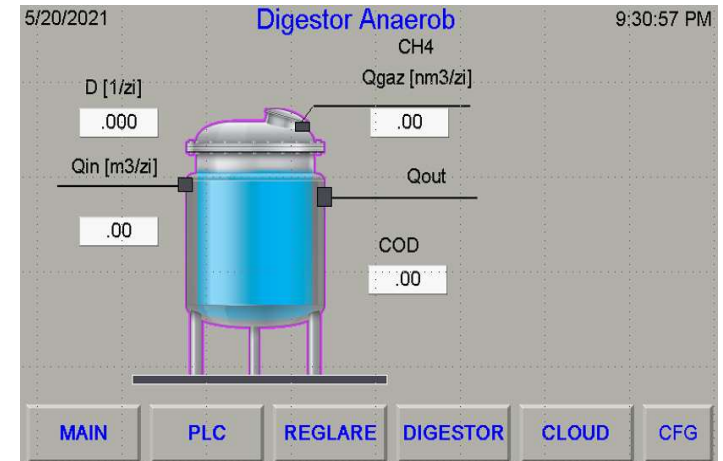 5/20/2021 Digestor Anaerob 9:30:57 PM
CH4
Qgaz [nm3/zi]
D [1/zi]
.000
.00
Qin [m3/zi]
Qout
.00
COD
.00
MAIN PLC REGLARE DIGESTOR CLOUD CFG